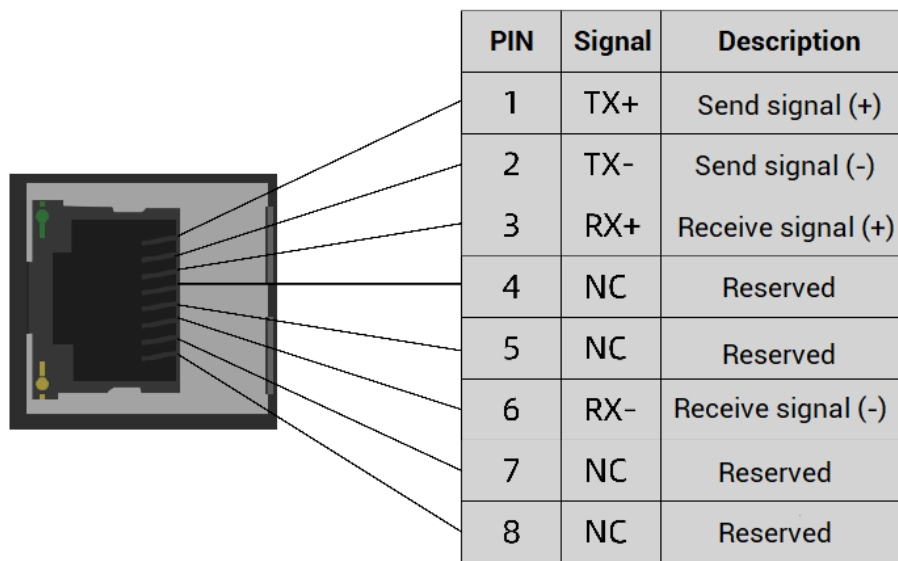 PIN Signal Description
1 TX+ Send signal (+)
2 TX- Send signal (-)
3 RX+ Receive signal (+)
4 NC Reserved
5 NC Reserved
6 RX- Receive signal (-)
7 NC Reserved
8 NC Reserved